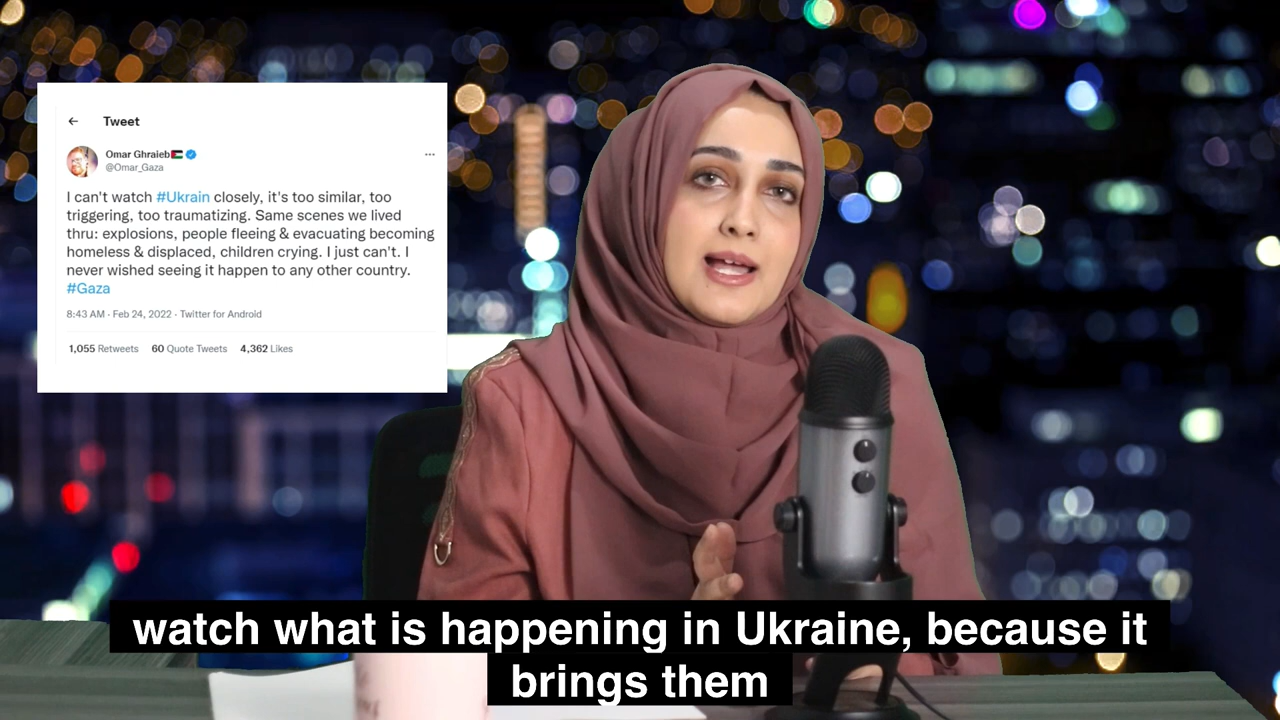 Tweet
Omar Ghraieb🇵🇸
@Omar_Gaza
I can't watch #Ukrain closely, it's too similar, too
triggering, too traumatizing. Same scenes we lived
thru: explosions, people fleeing & evacuating becoming
homeless & displaced, children crying. I just can't. I
never wished seeing it happen to any other country.
#Gaza
8:43 AM · Feb 24, 2022 · Twitter for Android
1,055 Retweets 60 Quote Tweets 4,362 Likes
watch what is happening in Ukraine, because it
brings them